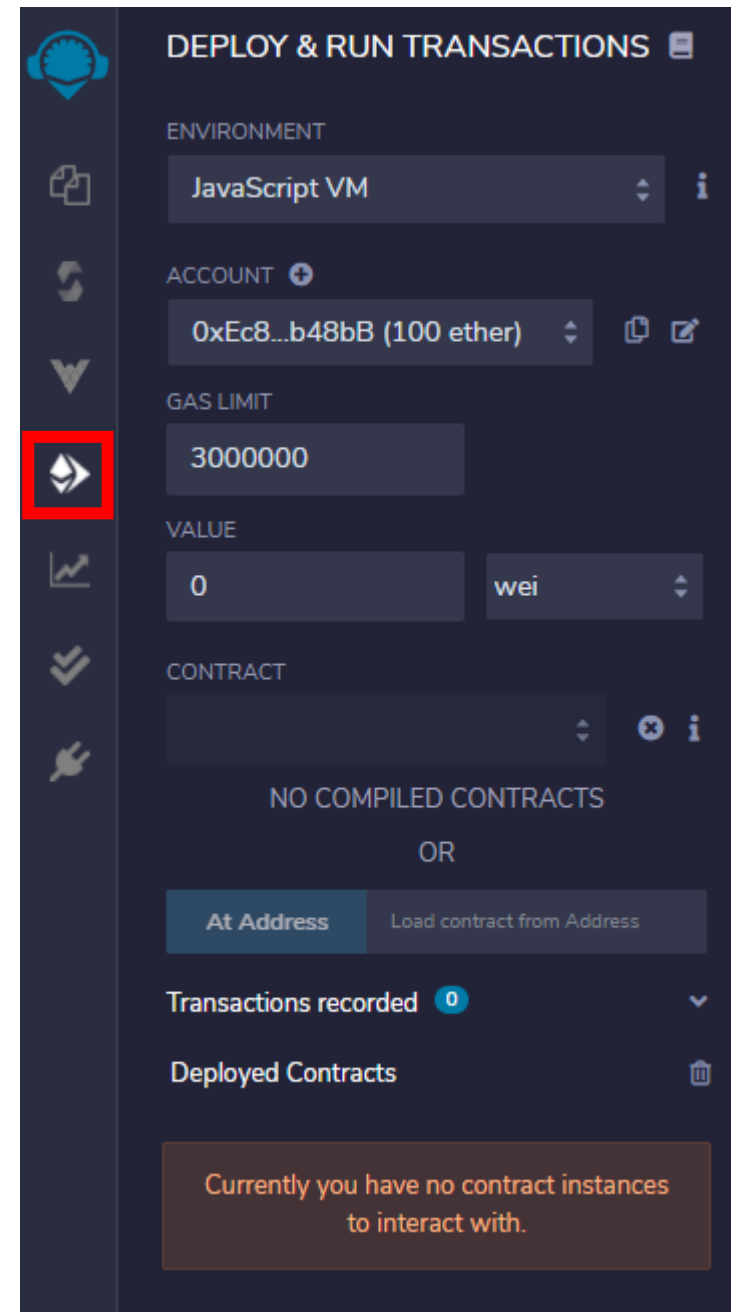 DEPLOY & RUN TRANSACTIONS
ENVIRONMENT
JavaScript VM
ACCOUNT
0xEc8...b48bB (100 ether)
GAS LIMIT
3000000
VALUE
0 wei
CONTRACT
NO COMPILED CONTRACTS
OR
At Address Load contract from Address
Transactions recorded 0
Deployed Contracts
Currently you have no contract instances
to interact with.